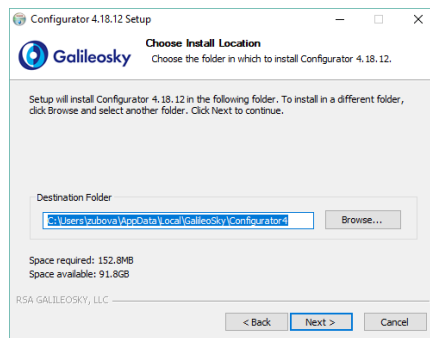 Configurator 4.18.12 Setup
Galileosky
Choose Install Location
Choose the folder in which to install Configurator 4.18.12.
Setup will install Configurator 4.18.12 in the following folder. To install in a different folder,
click Browse and select another folder. Click Next to continue.
Destination Folder
C:\Users\zubova\AppData\Local\GalileoSky\Configurator4
Browse...
Space required: 152.8MB
Space available: 91.8GB
RSA GALILEOSKY, LLC
< Back
Next >
Cancel